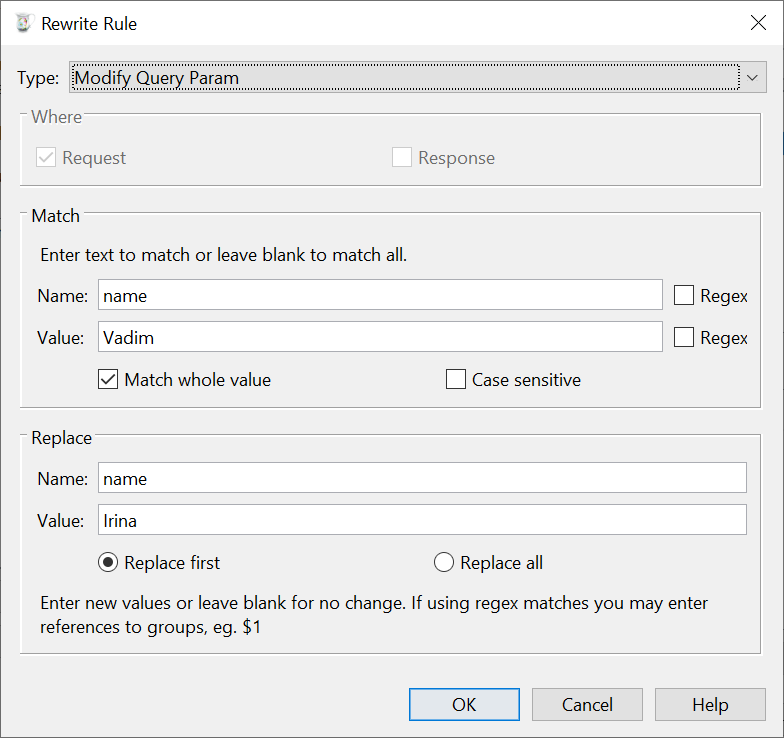 Rewrite Rule
Type: Modify Query Param
Where
Request Response
Match
Enter text to match or leave blank to match all.
Name: name Regex
Value: Vadim Regex
Match whole value Case sensitive
Replace
Name: name
Value: Irina
Replace first Replace all
Enter new values or leave blank for no change. If using regex matches you may enter
references to groups, eg. $1
OK Cancel Help